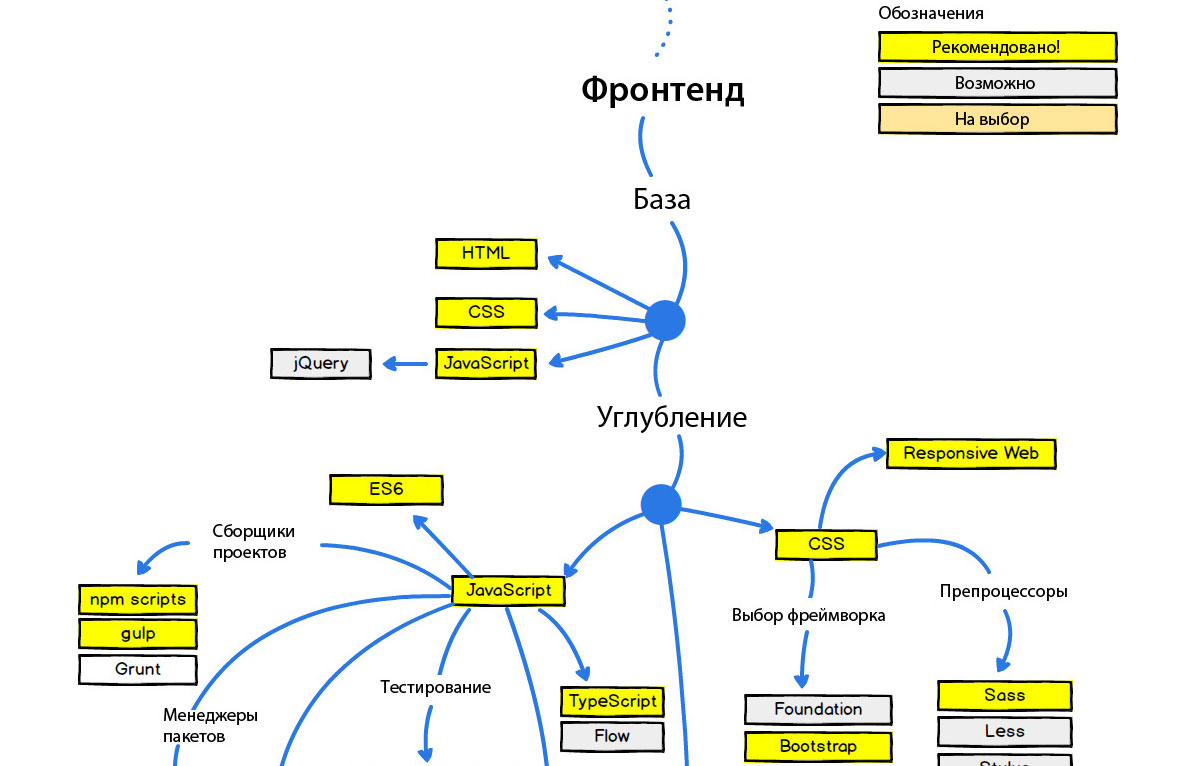 Обозначения
Рекомендовано!
Возможно
На выбор
Фронтенд
База
HTML
CSS
JavaScript
jQuery
Углубление
Responsive Web
ES6
Сборщики
проектов
CSS
JavaScript
npm scripts
gulp
Grunt
Препроцессоры
Выбор фреймворка
Тестирование
Менеджеры
пакетов
TypeScript
Flow
Foundation
Bootstrap
Sass
Less
Stylus